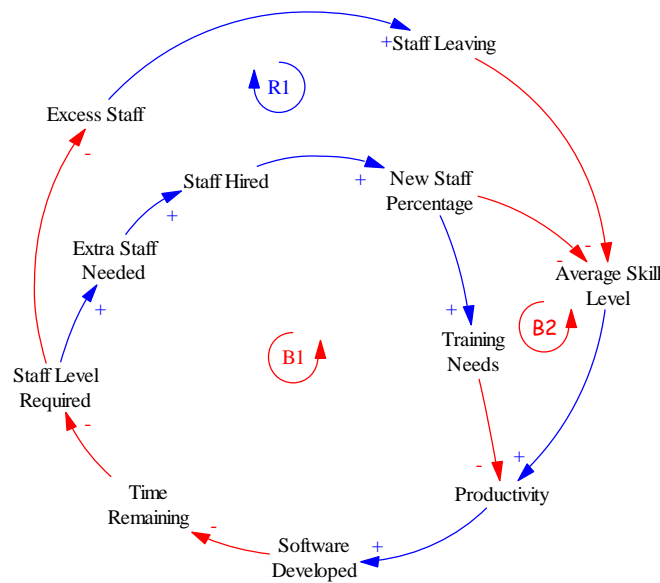 +Staff Leaving
R1
Excess Staff
-
Staff Hired
+
New Staff
Percentage
+
Extra Staff
Needed
-
-
Average Skill
Level
+
+
Training
Needs
B2
B1
Staff Level
Required
-
-
+
Productivity
Time
Remaining
-
Software
Developed
+